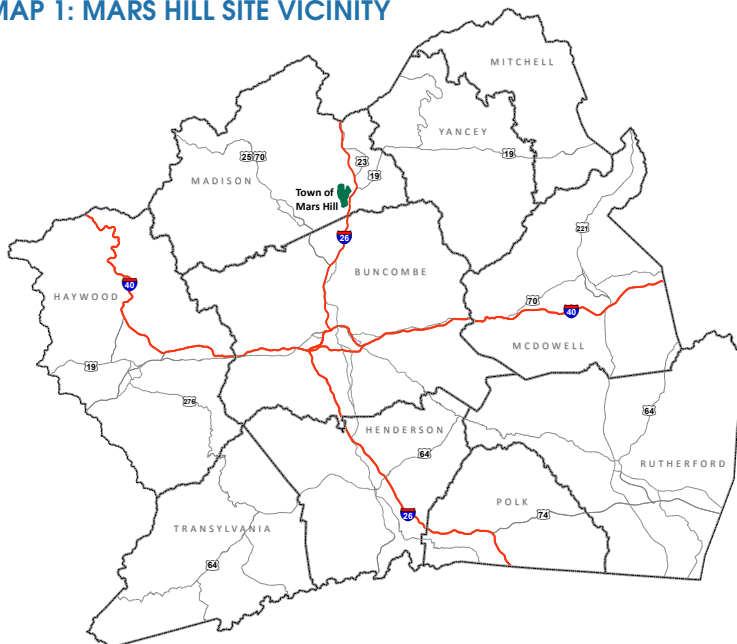 MAP 1: MARS HILL SITE VICINITY
MITCHELL
YANCEY
19
25 70
23
19
MADISON
Town of
Mars Hill
221
26
BUNCOMBE
40
HAYWOOD
70
40
MCDOWELL
19
276
64
HENDERSON
64
RUTHERFORD
POLK
74
26
TRANSYLVANIA
64